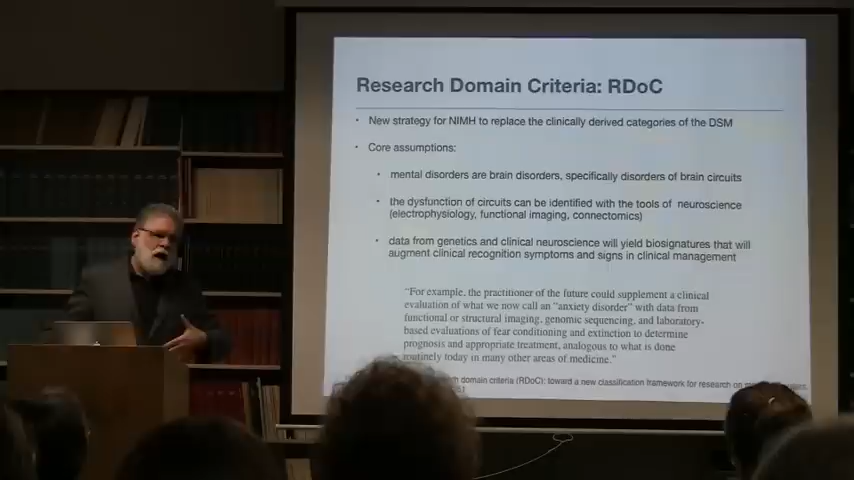 Research Domain Criteria: RDoC
• New strategy for NIMH to replace the clinically derived categories of the DSM
• Core assumptions:
• mental disorders are brain disorders, specifically disorders of brain circuits
• the dysfunction of circuits can be identified with the tools of neuroscience
(electrophysiology, functional imaging, connectomics)
• data from genetics and clinical neuroscience will yield biosignatures that will
augment clinical recognition symptoms and signs in clinical management
"For example, the practitioner of the future could supplement a clinical
evaluation of what we now call an "anxiety disorder" with data from
functional or structural imaging, genomic sequencing, and laboratory-
based evaluations of fear conditioning and extinction to determine
prognosis and appropriate treatment, analogous to what is done
routinely today in many other areas of medicine."
domain criteria (RDoC): toward a new classification framework for research on